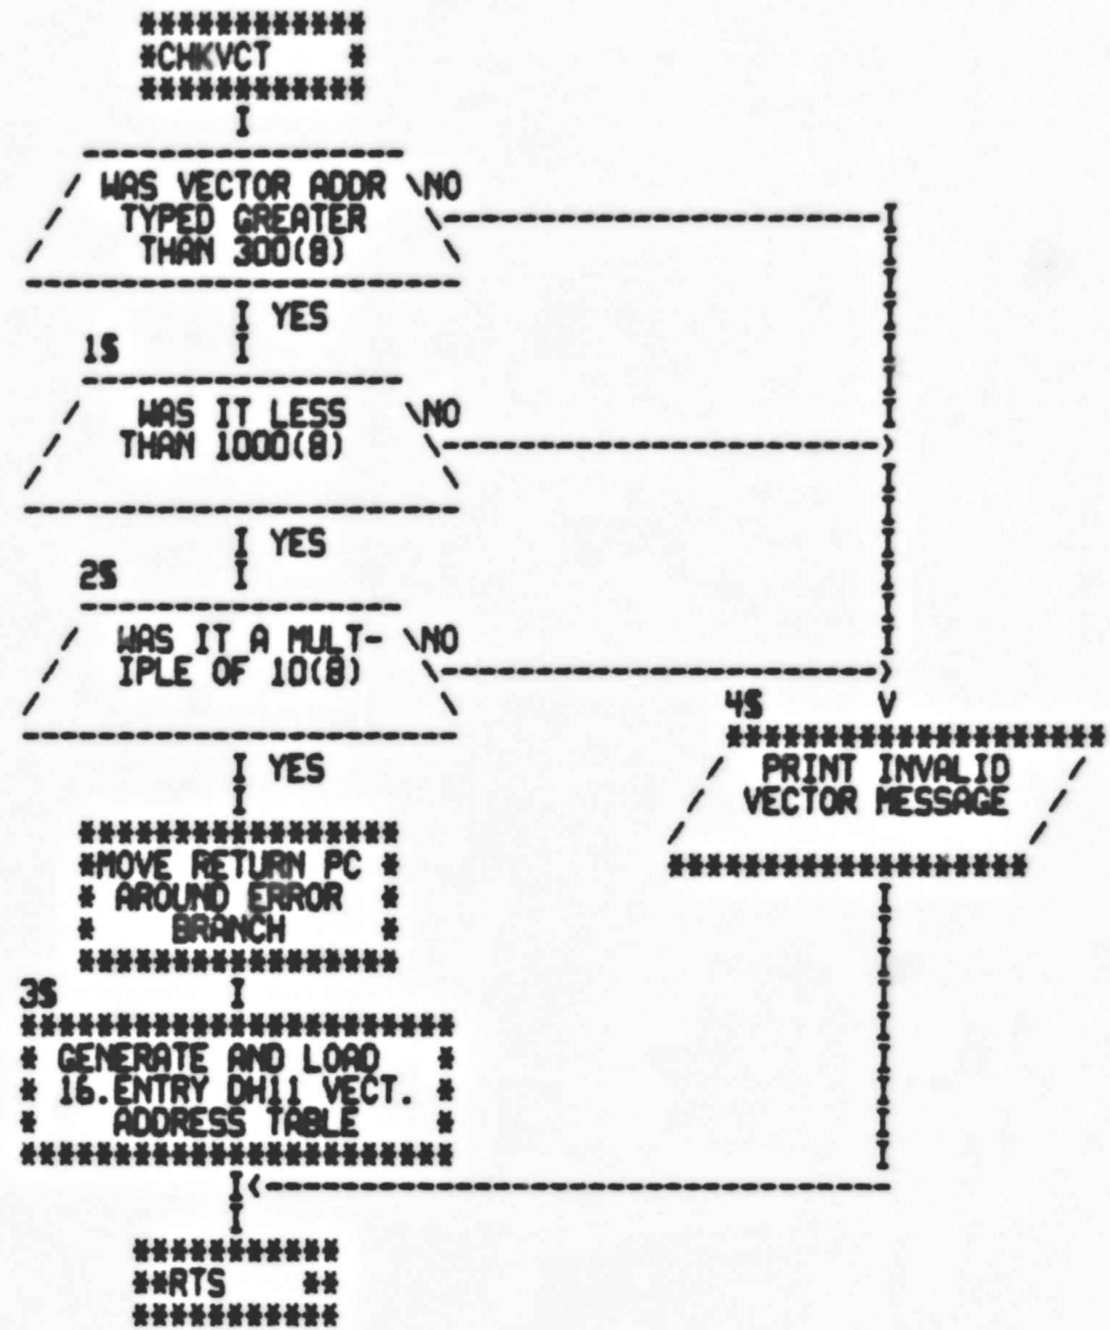 ************
*CHKVCT    *
************
I
-----------------
/ WAS VECTOR ADDR \NO
/ TYPED GREATER \------------------------I
/ THAN 300(8) \
-----------------------
I YES
1$ I
-----------------
/ WAS IT LESS \NO
/ THAN 1000(8) \------------------------>
/ \
-----------------------
I YES
2$ I
-----------------
/ WAS IT A MULT- \NO
/ IPLE OF 10(8) \------------------------>
/ \
4$ V
-----------------------
********************
I YES
/ PRINT INVALID /
/ VECTOR MESSAGE /
/ /
*******************
*****************
*MOVE RETURN PC *
* AROUND ERROR *
* BRANCH *
*****************
3$ I
***********************
* GENERATE AND LOAD *
* 16.ENTRY DH11 VECT. *
* ADDRESS TABLE *
***********************
I<----------------------------------
I
***********
**RTS    **
***********